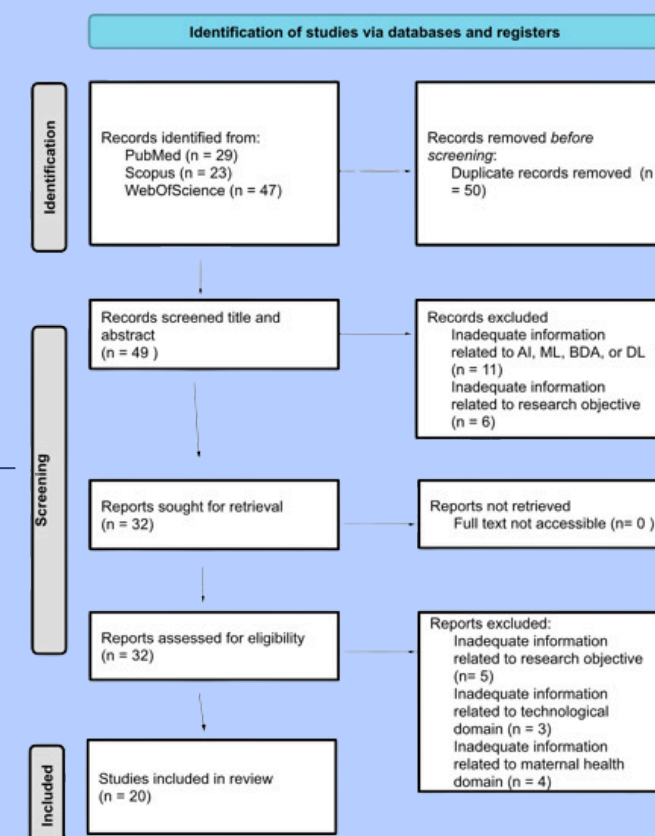 Identification of studies via databases and registers
Identification
Records identified from:
PubMed (n = 29)
Scopus (n = 23)
WebOfScience (n = 47)
Records removed before
screening:
Duplicate records removed (n
= 50)
Screening
Records screened title and
abstract
(n = 49 )
Records excluded
Inadequate information
related to AI, ML, BDA, or DL
(n = 11)
Inadequate information
related to research objective
(n = 6)
Reports sought for retrieval
(n = 32)
Reports not retrieved
Full text not accessible (n= 0 )
Reports assessed for eligibility
(n = 32)
Reports excluded:
Inadequate information
related to research objective
(n= 5)
Inadequate information
related to technological
domain (n = 3)
Inadequate information
related to maternal health
domain (n = 4)
Included
Studies included in review
(n = 20)